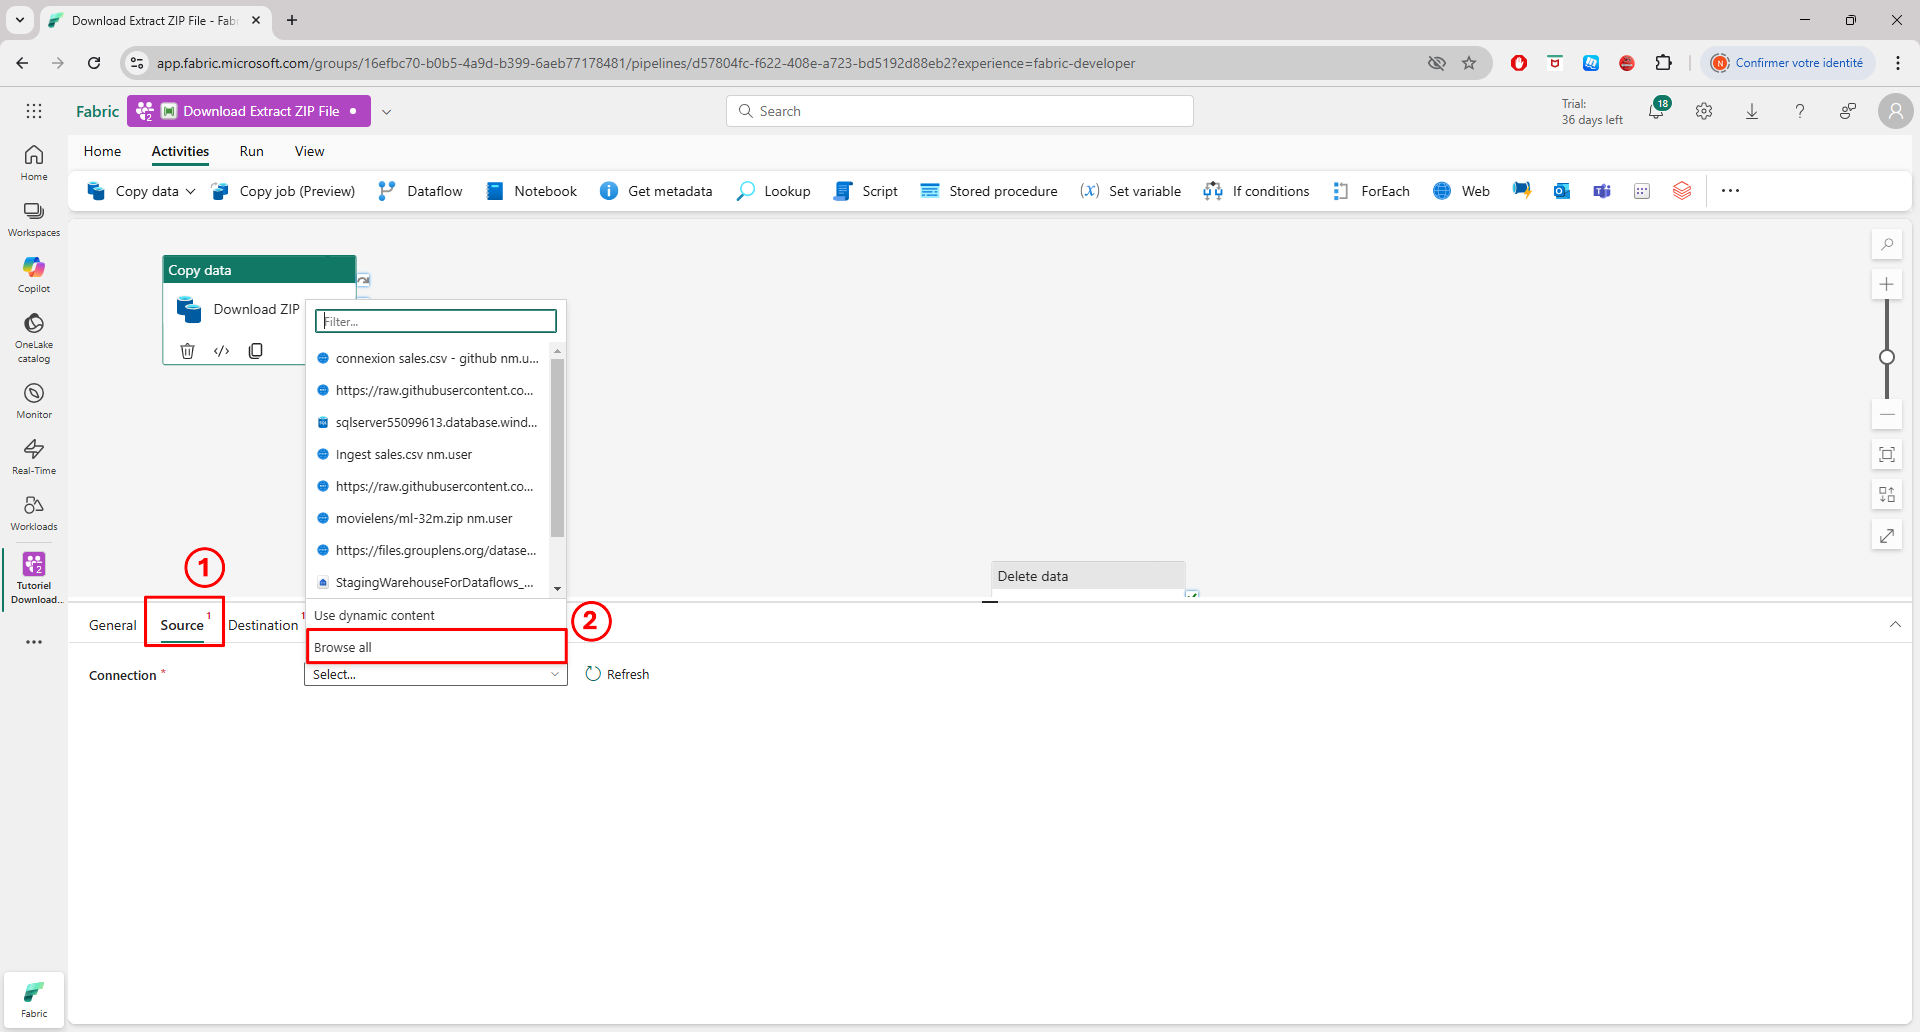 Download Extract ZIP File - Fab
app.fabric.microsoft.com/groups/16efbc70-b0b5-4a9d-b399-6aeb77178481/pipelines/d57804fc-f622-408e-a723-bd5192d88eb2?experience=fabric-developer
Confirmer votre identité
Fabric
2
Download Extract ZIP File
Search
Trial:
36 days left
18
Home
Activities
Run
View
Copy data
Copy job (Preview)
Dataflow
Notebook
Get metadata
Lookup
Script
Stored procedure
Set variable
If conditions
ForEach
Web
Home
Workspaces
Copilot
OneLake
catalog
Monitor
Real-Time
Workloads
2
Tutoriel
Download...
Fabric
Copy data
Download ZIP
Filter...
connexion sales.csv - github nm.u...
https://raw.githubusercontent.co...
sqlserver55099613.database.wind...
Ingest sales.csv nm.user
https://raw.githubusercontent.co...
movielens/ml-32m.zip nm.user
https://files.grouplens.org/datase...
StagingWarehouseForDataflows_...
Use dynamic content
Browse all
Delete data
1
2
General
Source 1
Destination 1
Connection *
Select...
Refresh